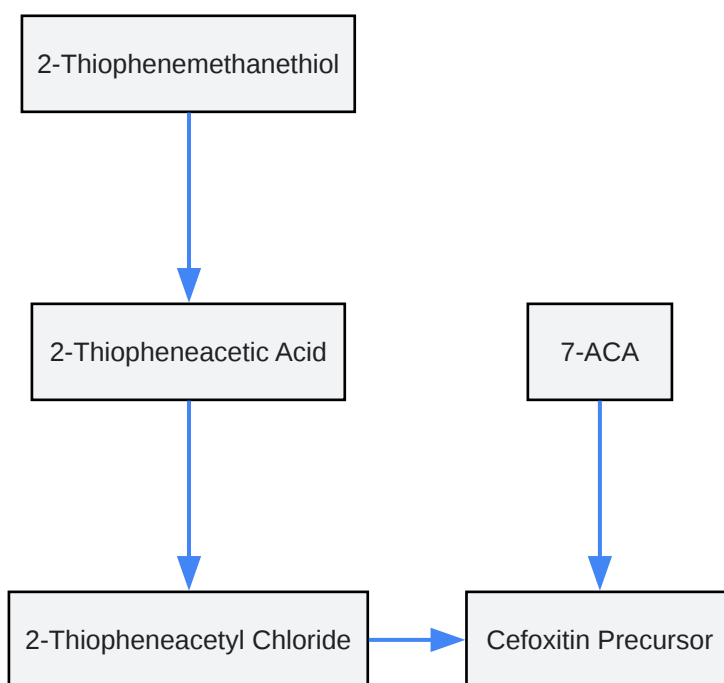 2-Thiophenemethanethiol
2-Thiopheneacetic Acid
7-ACA
2-Thiopheneacetyl Chloride
Cefoxitin Precursor